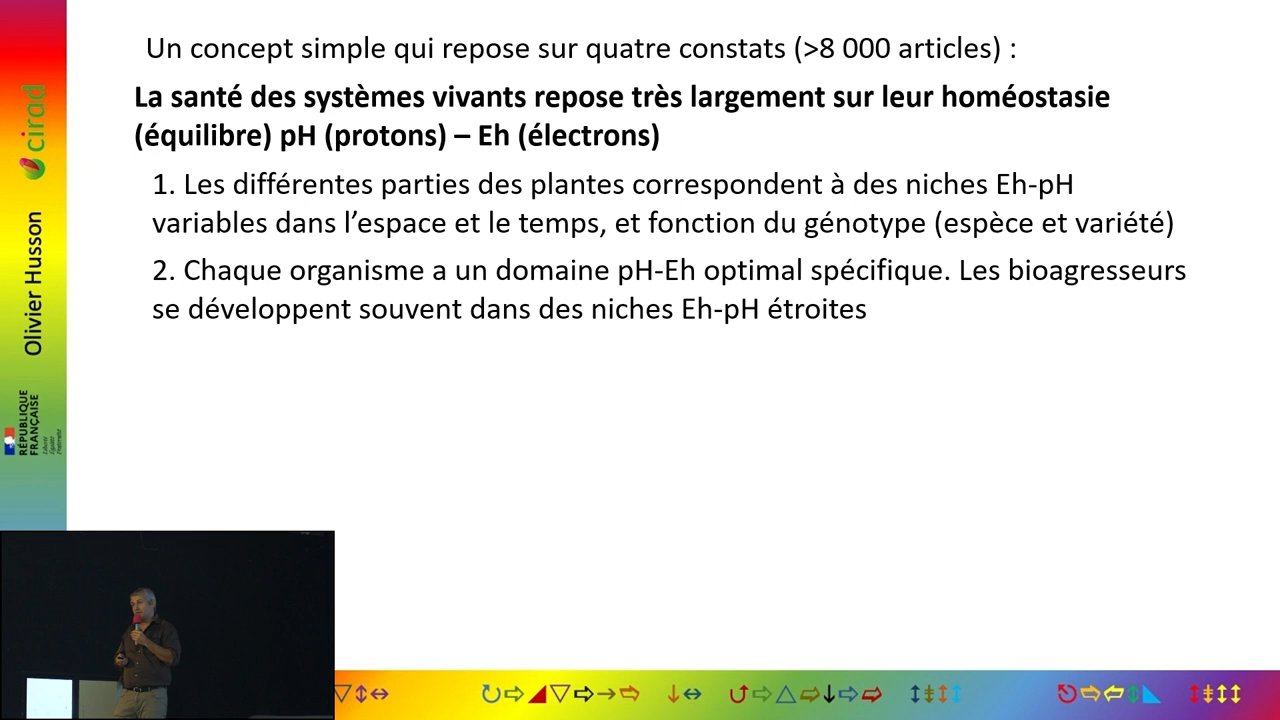 Un concept simple qui repose sur quatre constats (>8 000 articles) :
La santé des systèmes vivants repose très largement sur leur homéostasie
(équilibre) pH (protons) – Eh (électrons)
1. Les différentes parties des plantes correspondent à des niches Eh-pH
variables dans l’espace et le temps, et fonction du génotype (espèce et variété)
2. Chaque organisme a un domaine pH-Eh optimal spécifique. Les bioagresseurs
se développent souvent dans des niches Eh-pH étroites
cirad
Olivier Husson
RÉPUBLIQUE
FRANÇAISE
Liberté
Égalité
Fraternité